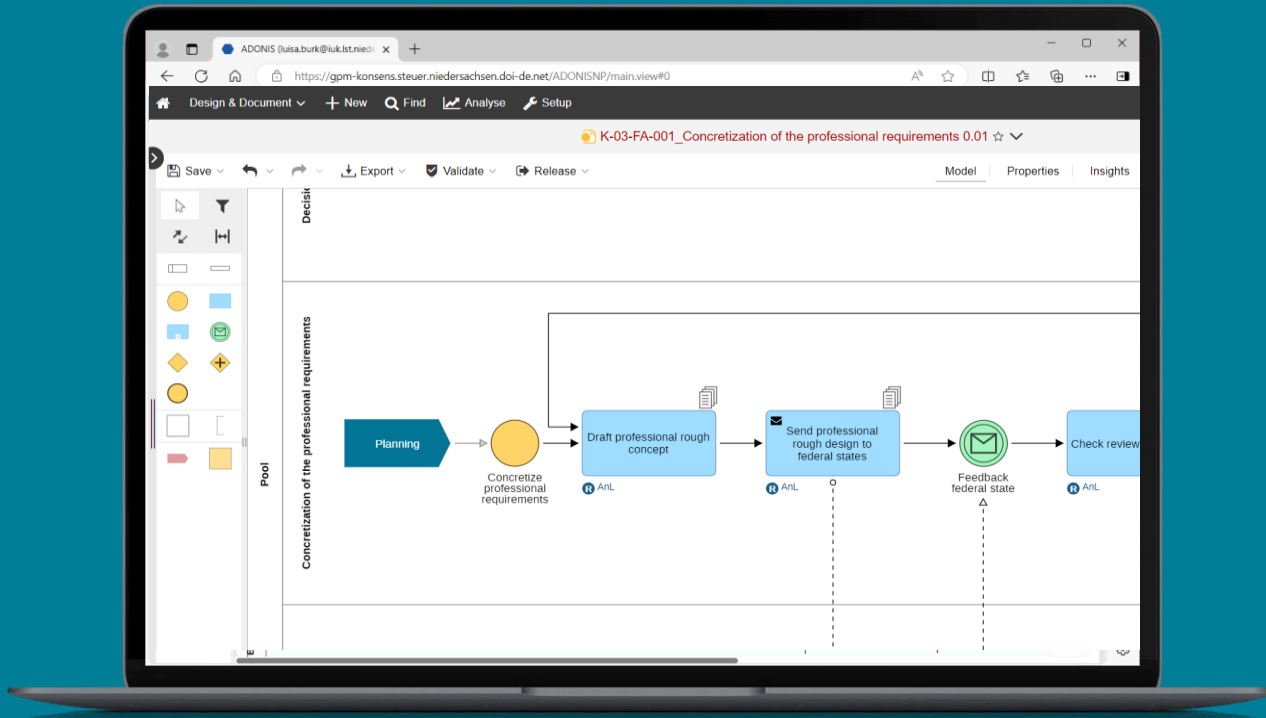 ADONIS (luisa.burk@iuk.lst.niede
https://gpm-konsens.steuer.niedersachsen.doi-de.net/ADONISNP/main.view#0
Design & Document
New
Find
Analyse
Setup
K-03-FA-001_Concretization of the professional requirements 0.01
Save
Export
Validate
Release
Model
Properties
Insights
Pool
Concretization of the professional requirements
Planning
Concretize
professional
requirements
Draft professional rough
concept
R AnL
Send professional
rough design to
federal states
R AnL
Feedback
federal state
Check review
R AnL